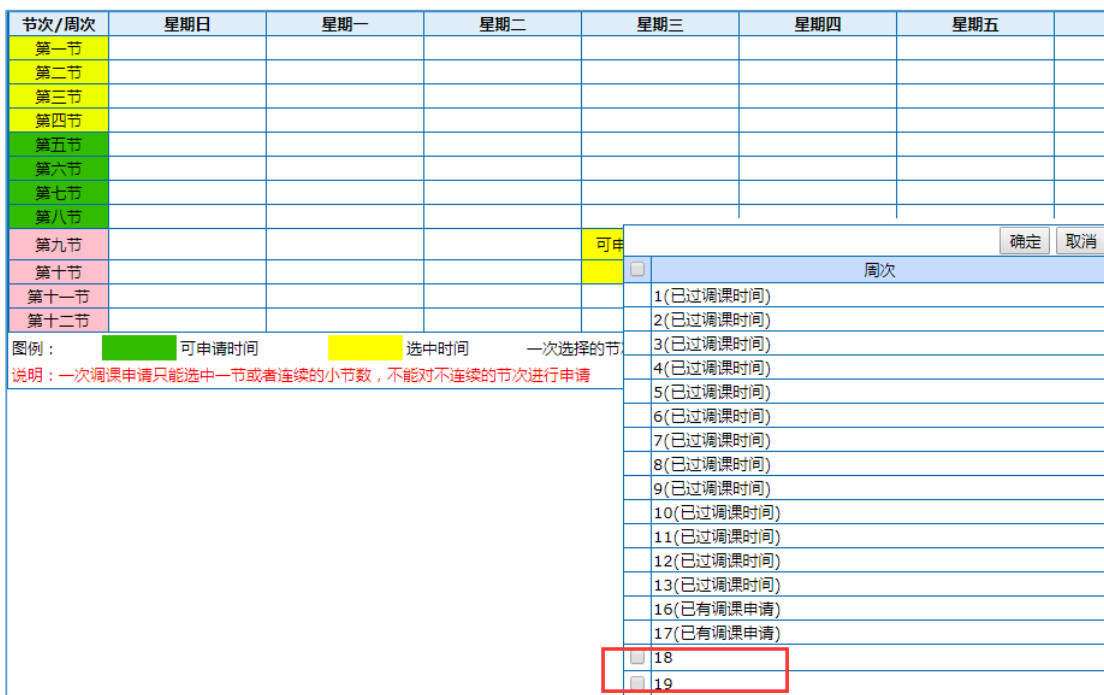 节次/周次 星期日 星期一 星期二 星期三 星期四 星期五
第一节
第二节
第三节
第四节
第五节
第六节
第七节
第八节
第九节 可申
第十节
第十一节
第十二节
图例： 可申请时间 选中时间 一次选择的节
说明：一次调课申请只能选中一节或者连续的小节数，不能对不连续的节次进行申请
确定 取消
周次
1(已过调课时间)
2(已过调课时间)
3(已过调课时间)
4(已过调课时间)
5(已过调课时间)
6(已过调课时间)
7(已过调课时间)
8(已过调课时间)
9(已过调课时间)
10(已过调课时间)
11(已过调课时间)
12(已过调课时间)
13(已过调课时间)
16(已有调课申请)
17(已有调课申请)
18
19